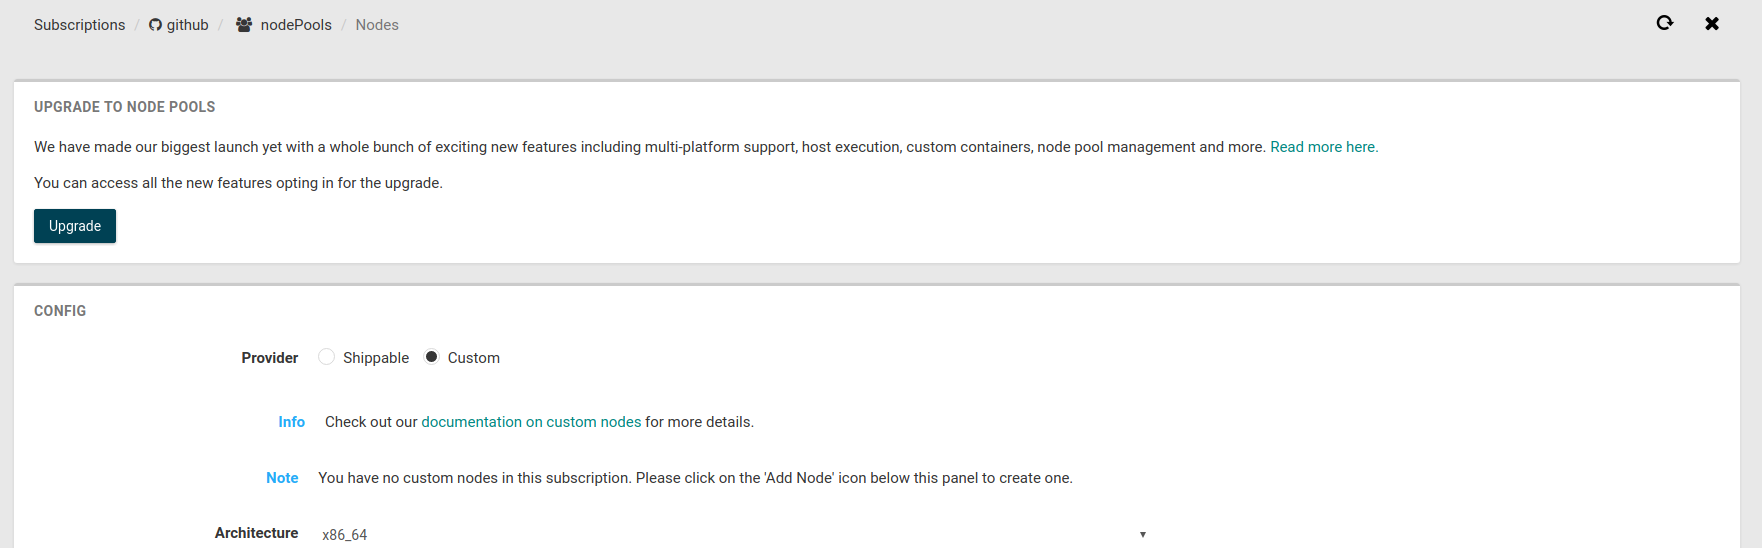 Subscriptions / github / nodePools / Nodes
UPGRADE TO NODE POOLS
We have made our biggest launch yet with a whole bunch of exciting new features including multi-platform support, host execution, custom containers, node pool management and more. Read more here.
You can access all the new features opting in for the upgrade.
Upgrade
CONFIG
Provider Shippable Custom
Info Check out our documentation on custom nodes for more details.
Note You have no custom nodes in this subscription. Please click on the 'Add Node' icon below this panel to create one.
Architecture x86_64